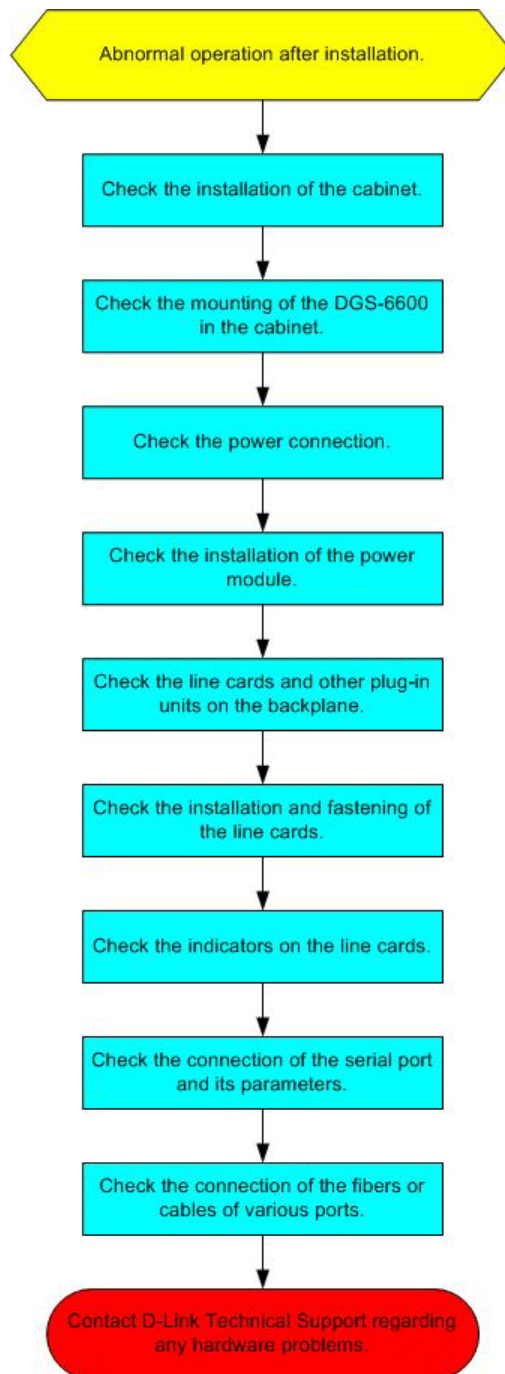 Abnormal operation after installation.
Check the installation of the cabinet.
Check the mounting of the DGS-6600
in the cabinet.
Check the power connection.
Check the installation of the power
module.
Check the line cards and other plug-in
units on the backplane.
Check the installation and fastening of
the line cards.
Check the indicators on the line cards.
Check the connection of the serial port
and its parameters.
Check the connection of the fibers or
cables of various ports.
Contact D-Link Technical Support regarding
any hardware problems.